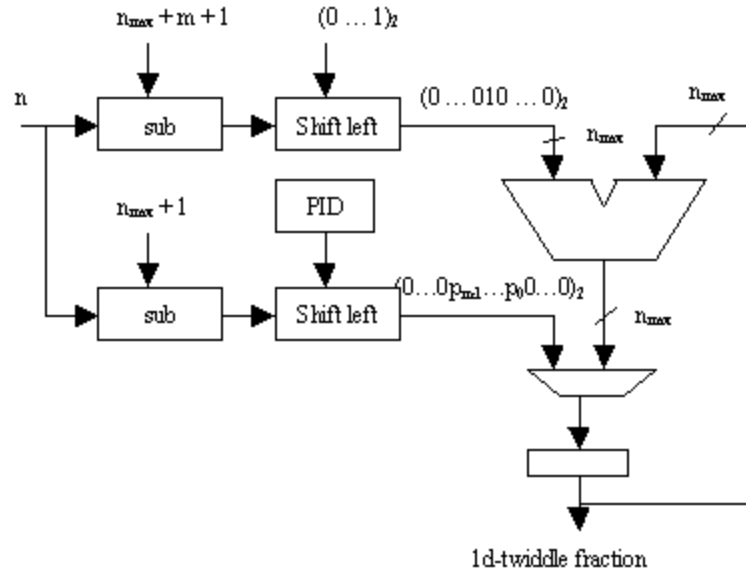 n_max + m + 1
(0 ... 1)_2
n
sub
Shift left
(0 ... 010 ... 0)_2
n_max
n_max
n_max + 1
PID
sub
Shift left
(0...0p_m-1...p_0 0...0)_2
n_max
1d-twiddle fraction